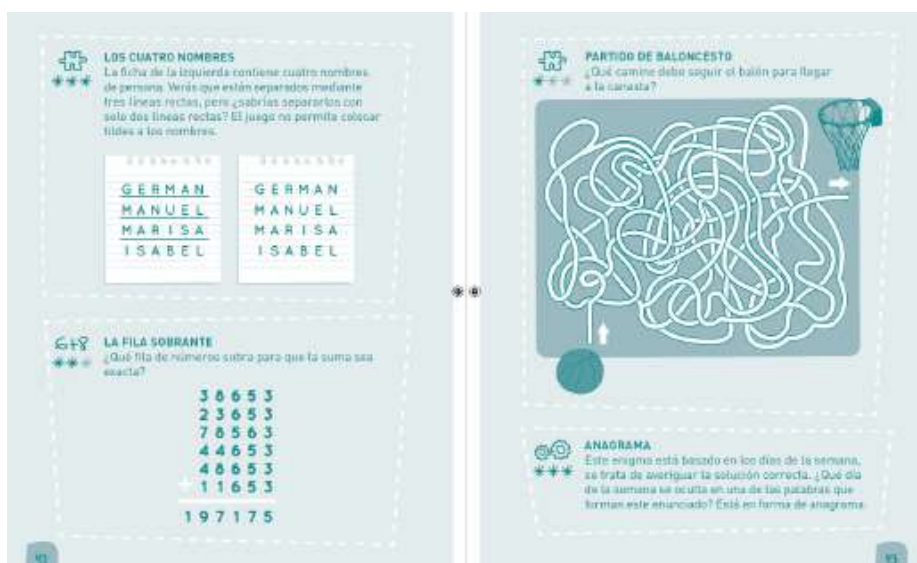 LOS CUATRO NOMBRES
La ficha de la izquierda contiene cuatro nombres
de persona. Verás que están separados mediante
tres líneas rectas, pero ¿sabrías separarlos con
solo dos líneas rectas? El juego no permite colocar
tildes a los nombres.
GERMAN
MANUEL
MARISA
ISABEL
GERMAN
MANUEL
MARISA
ISABEL
6+8
LA FILA SOBRANTE
¿Qué fila de números sobra para que la suma sea
exacta?
38653
23653
78563
44653
48653
+ 11653
197175
PARTIDO DE BALONCESTO
¿Qué camino debe seguir el balón para llegar
a la canasta?
ANAGRAMA
Este enigma está basado en los días de la semana,
se trata de averiguar la solución correcta. ¿Qué día
de la semana se oculta en una de las palabras que
forman este enunciado? Está en forma de anagrama.